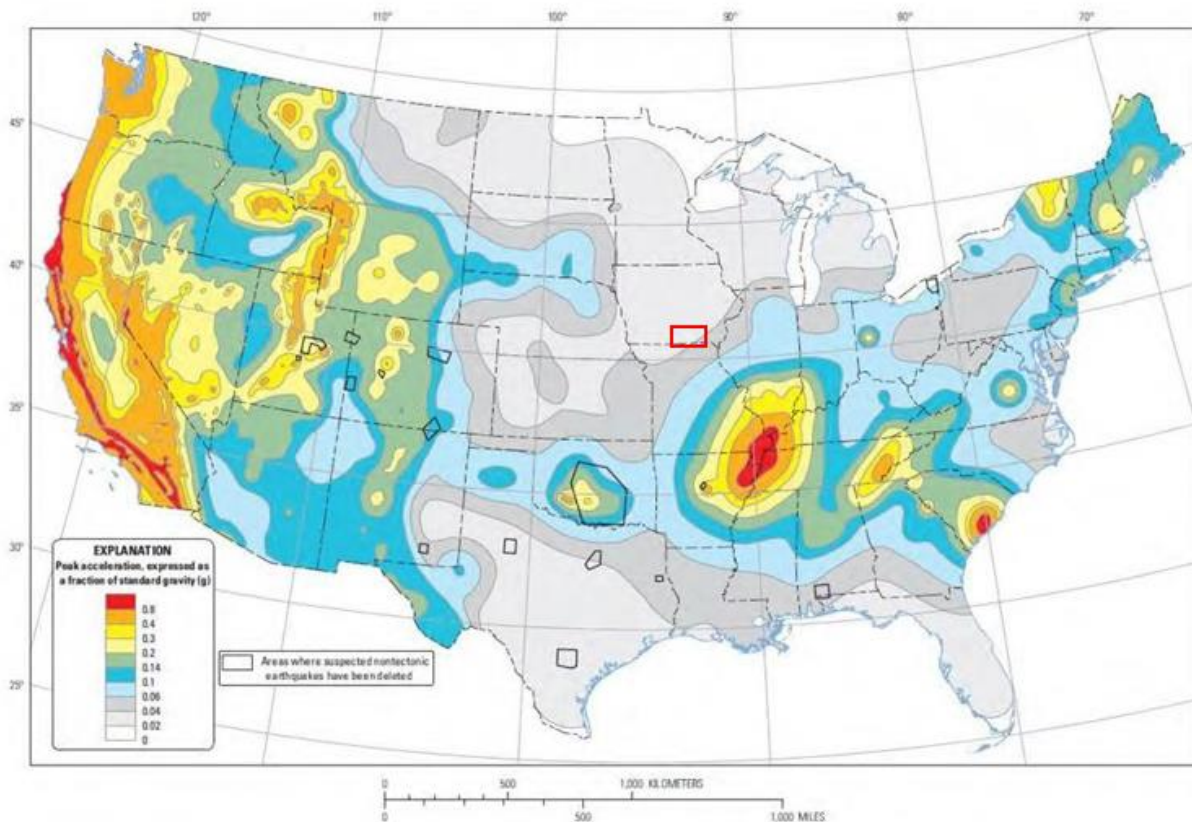 120° 110° 100° 90° 80° 70°
45°
40°
35°
30°
25°
EXPLANATION
Peak acceleration, expressed as
a fraction of standard gravity (g)
0.8
0.4
0.3
0.2
0.14
0.1
0.06
0.04
0.02
0
Areas where suspected nontectonic
earthquakes have been deleted
0 500 1,000 KILOMETERS
0 500 1,000 MILES